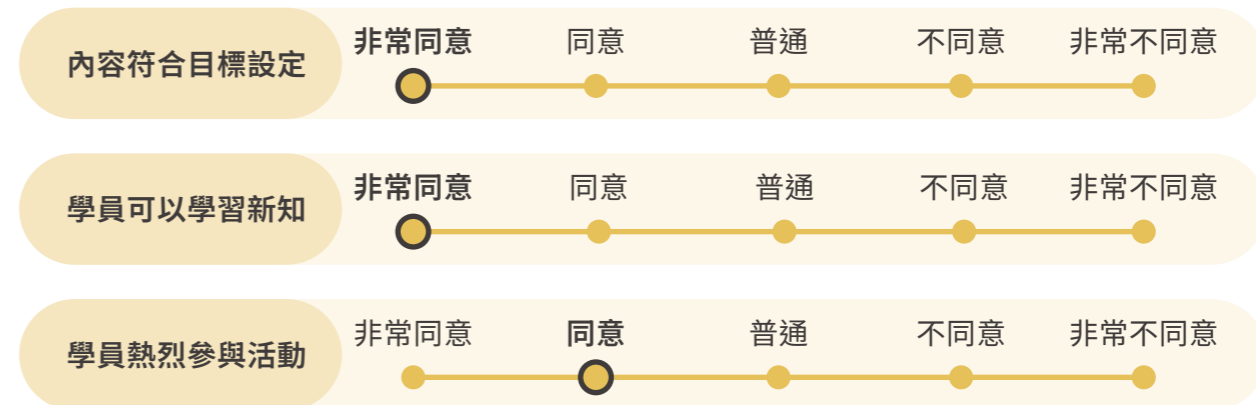 內容符合目標設定 非常同意 同意 普通 不同意 非常不同意
學員可以學習新知 非常同意 同意 普通 不同意 非常不同意
學員熱烈參與活動 非常同意 同意 普通 不同意 非常不同意